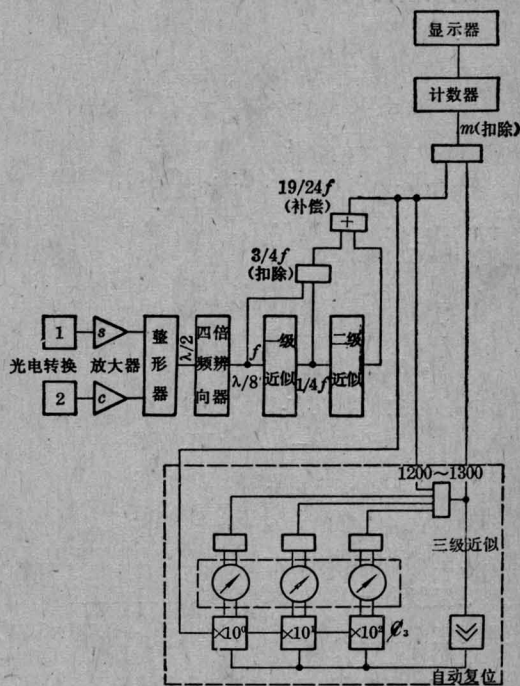 显示器
计数器
m(扣除)
19/24f
(补偿)
+
3/4f
(扣除)
1
s
整形器
λ/2
四倍频辨向器
f
一级近似
二级近似
光电转换
放大器
λ/8
1/4f
2
c
1200~1300
三级近似
×10⁰
×10¹
×10²
自动复位